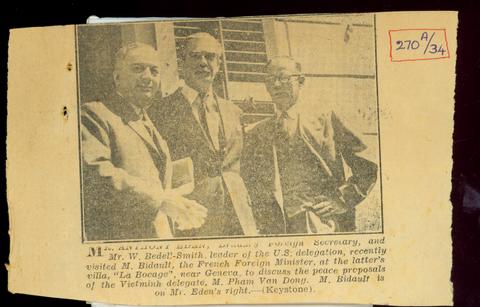 270 A/34
MR. ANTHONY EDEN, Britain's Foreign Secretary, and
Mr. W. Bedell-Smith, leader of the U.S. delegation, recently
visited M. Bidault, the French Foreign Minister, at the latter's
villa, "La Bocage", near Geneva, to discuss the peace proposals
of the Vietminh delegate, M. Pham Van Dong. M. Bidault is
on Mr. Eden's right.—(Keystone).